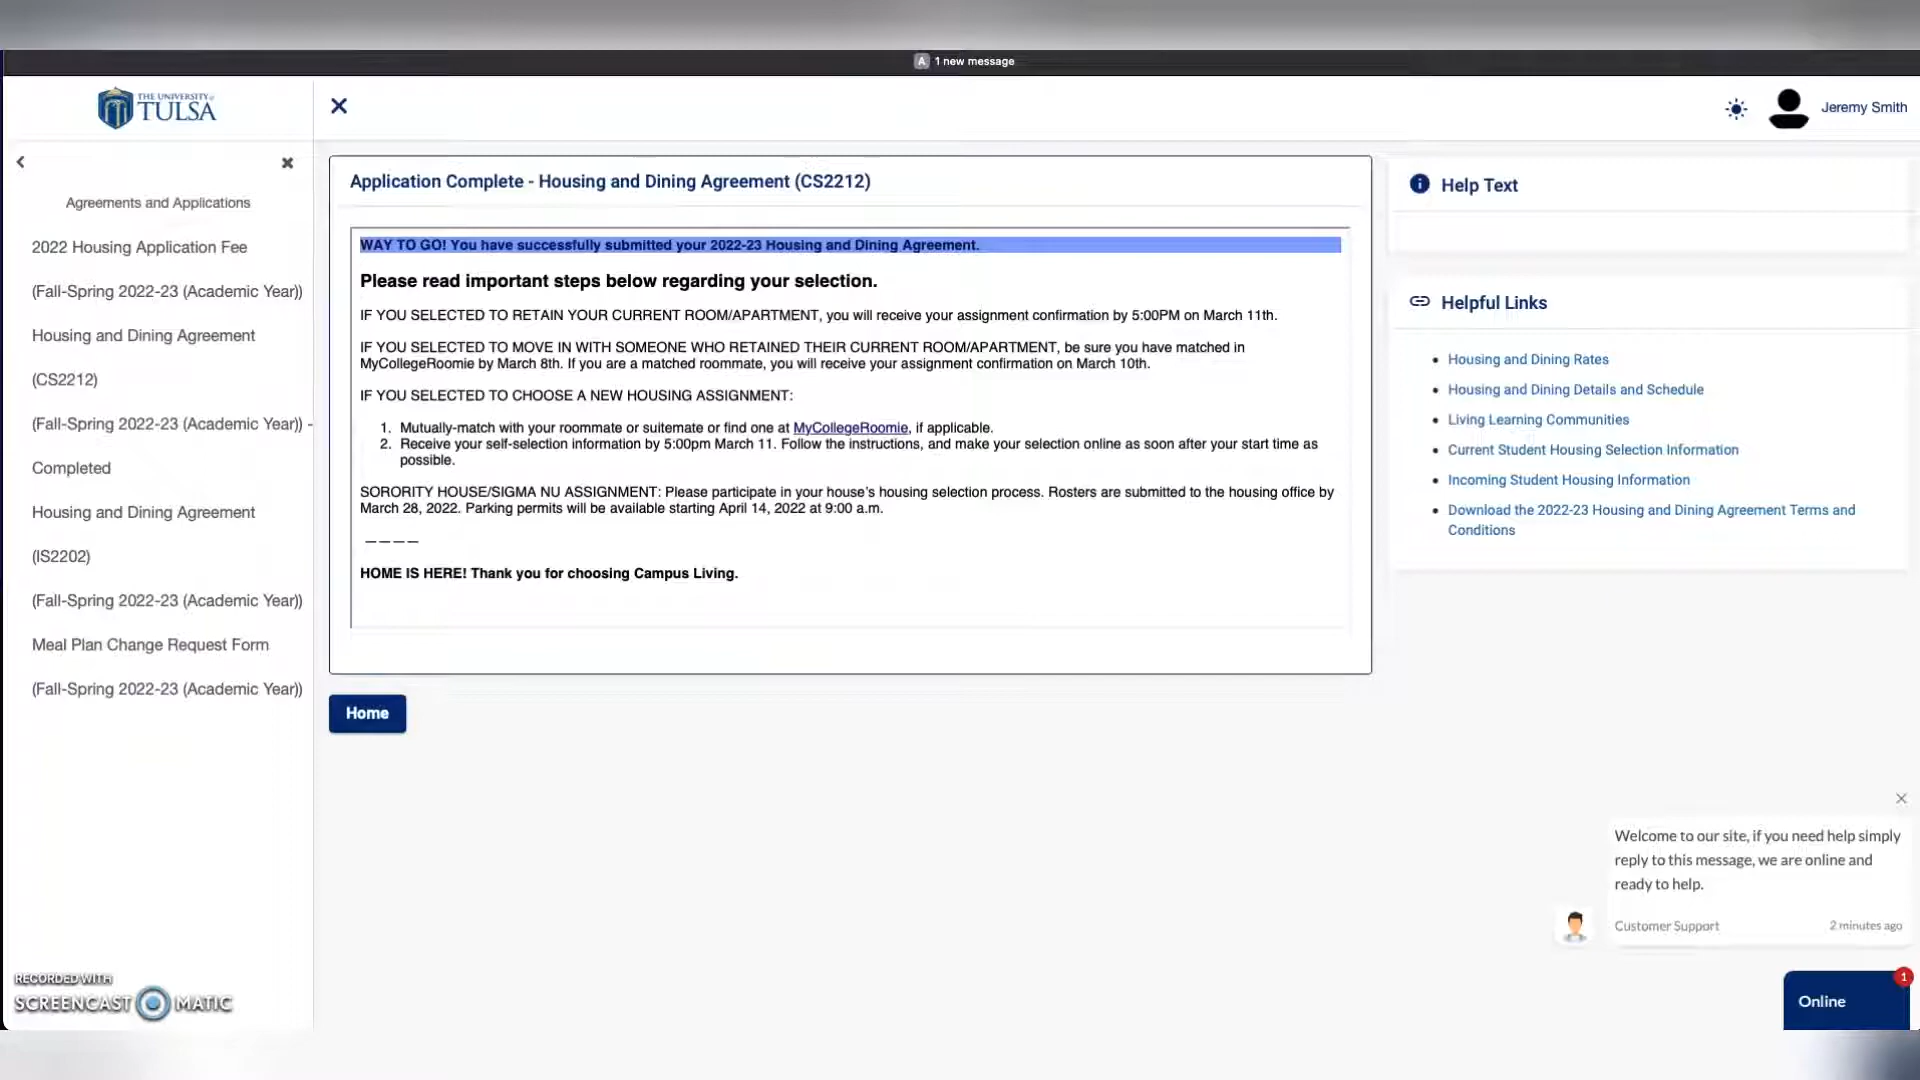 A 1 new message
THE UNIVERSITY of
TULSA
Jeremy Smith
Agreements and Applications
2022 Housing Application Fee
(Fall-Spring 2022-23 (Academic Year))
Housing and Dining Agreement
(CS2212)
(Fall-Spring 2022-23 (Academic Year)) -
Completed
Housing and Dining Agreement
(IS2202)
(Fall-Spring 2022-23 (Academic Year))
Meal Plan Change Request Form
(Fall-Spring 2022-23 (Academic Year))
Application Complete - Housing and Dining Agreement (CS2212)
WAY TO GO! You have successfully submitted your 2022-23 Housing and Dining Agreement.
Please read important steps below regarding your selection.
IF YOU SELECTED TO RETAIN YOUR CURRENT ROOM/APARTMENT, you will receive your assignment confirmation by 5:00PM on March 11th.
IF YOU SELECTED TO MOVE IN WITH SOMEONE WHO RETAINED THEIR CURRENT ROOM/APARTMENT, be sure you have matched in
MyCollegeRoomie by March 8th. If you are a matched roommate, you will receive your assignment confirmation on March 10th.
IF YOU SELECTED TO CHOOSE A NEW HOUSING ASSIGNMENT:
1. Mutually-match with your roommate or suitemate or find one at MyCollegeRoomie, if applicable.
2. Receive your self-selection information by 5:00pm March 11. Follow the instructions, and make your selection online as soon after your start time as
possible.
SORORITY HOUSE/SIGMA NU ASSIGNMENT: Please participate in your house's housing selection process. Rosters are submitted to the housing office by
March 28, 2022. Parking permits will be available starting April 14, 2022 at 9:00 a.m.
————
HOME IS HERE! Thank you for choosing Campus Living.
Home
Help Text
Helpful Links
Housing and Dining Rates
Housing and Dining Details and Schedule
Living Learning Communities
Current Student Housing Selection Information
Incoming Student Housing Information
Download the 2022-23 Housing and Dining Agreement Terms and
Conditions
Welcome to our site, if you need help simply
reply to this message, we are online and
ready to help.
Customer Support 2 minutes ago
1
Online
RECORDED WITH
SCREENCAST MATIC